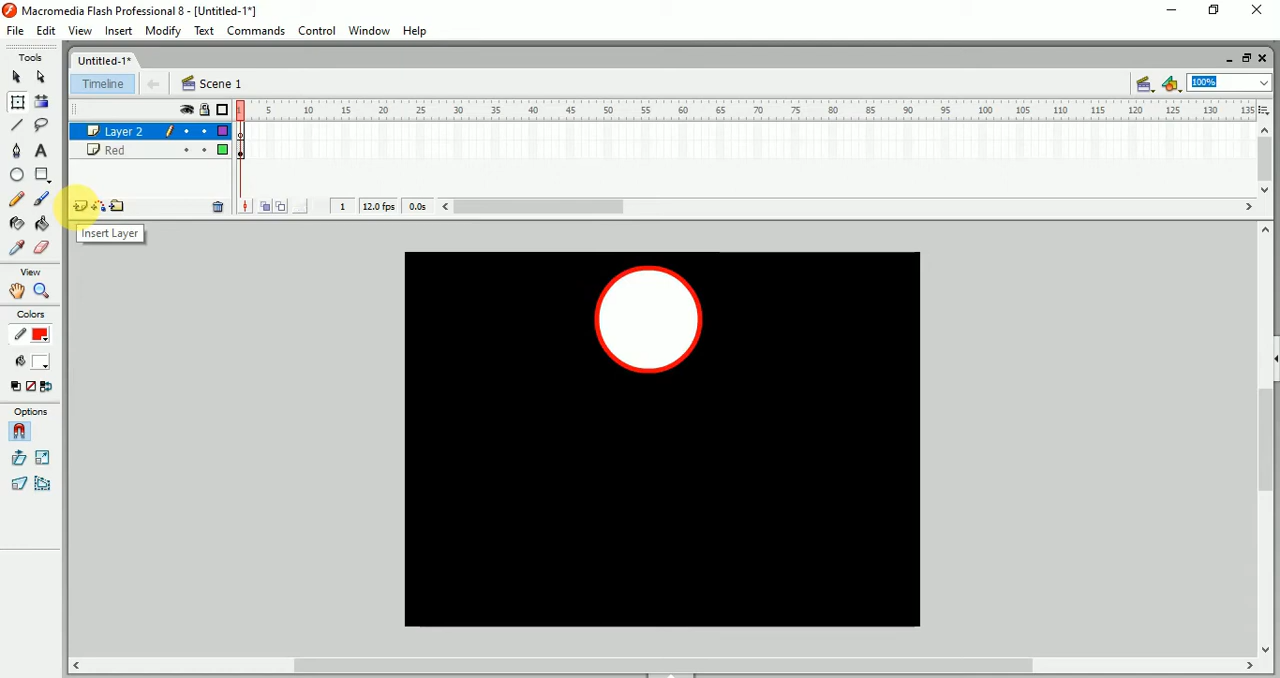 Macromedia Flash Professional 8 - [Untitled-1*]
File Edit View Insert Modify Text Commands Control Window Help
Tools
Untitled-1*
Timeline Scene 1 100%
1 5 10 15 20 25 30 35 40 45 50 55 60 65 70 75 80 85 90 95 100 105 110 115 120 125 130 135
Layer 2
Red
1 12.0 fps 0.0s
Insert Layer
View
Colors
Options